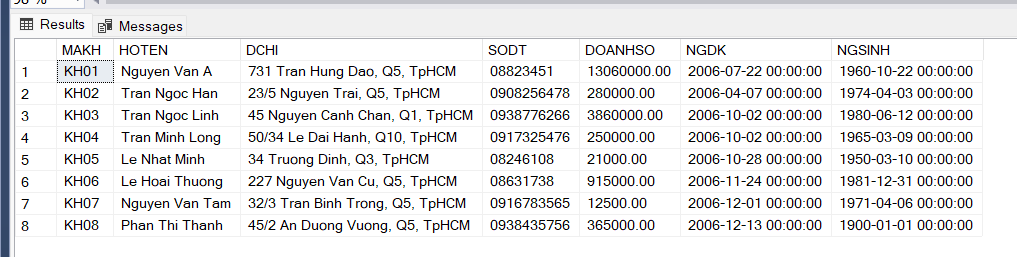 Results Messages
MAKH HOTEN DCHI SODT DOANHSO NGDK NGSINH
1 KH01 Nguyen Van A 731 Tran Hung Dao, Q5, TpHCM 08823451 13060000.00 2006-07-22 00:00:00 1960-10-22 00:00:00
2 KH02 Tran Ngoc Han 23/5 Nguyen Trai, Q5, TpHCM 0908256478 280000.00 2006-04-07 00:00:00 1974-04-03 00:00:00
3 KH03 Tran Ngoc Linh 45 Nguyen Canh Chan, Q1, TpHCM 0938776266 3860000.00 2006-10-02 00:00:00 1980-06-12 00:00:00
4 KH04 Tran Minh Long 50/34 Le Dai Hanh, Q10, TpHCM 0917325476 250000.00 2006-10-02 00:00:00 1965-03-09 00:00:00
5 KH05 Le Nhat Minh 34 Truong Dinh, Q3, TpHCM 08246108 21000.00 2006-10-28 00:00:00 1950-03-10 00:00:00
6 KH06 Le Hoai Thuong 227 Nguyen Van Cu, Q5, TpHCM 08631738 915000.00 2006-11-24 00:00:00 1981-12-31 00:00:00
7 KH07 Nguyen Van Tam 32/3 Tran Binh Trong, Q5, TpHCM 0916783565 12500.00 2006-12-01 00:00:00 1971-04-06 00:00:00
8 KH08 Phan Thi Thanh 45/2 An Duong Vuong, Q5, TpHCM 0938435756 365000.00 2006-12-13 00:00:00 1900-01-01 00:00:00